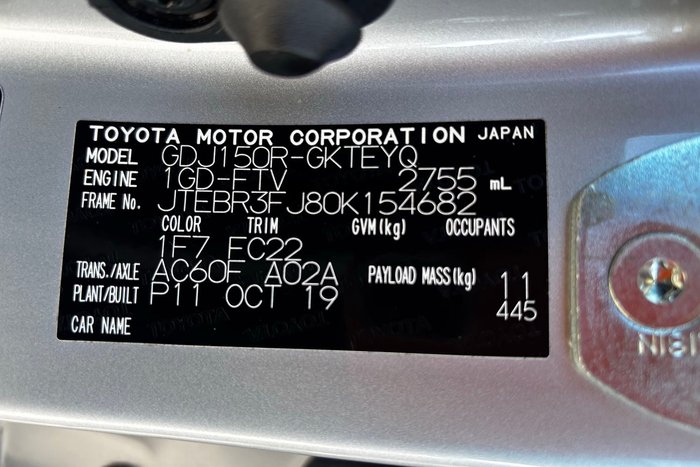 TOYOTA MOTOR CORPORATION JAPAN
MODEL GDJ150R-GKTEYQ
ENGINE 1GD-FTV 2755 mL
FRAME No. JTEBR3FJ80K154682
COLOR TRIM GVM(kg) OCCUPANTS
1F7 FC22
TRANS./AXLE AC60F A02A PAYLOAD MASS(kg) 11
PLANT/BUILT P11 OCT 19 445
CAR NAME